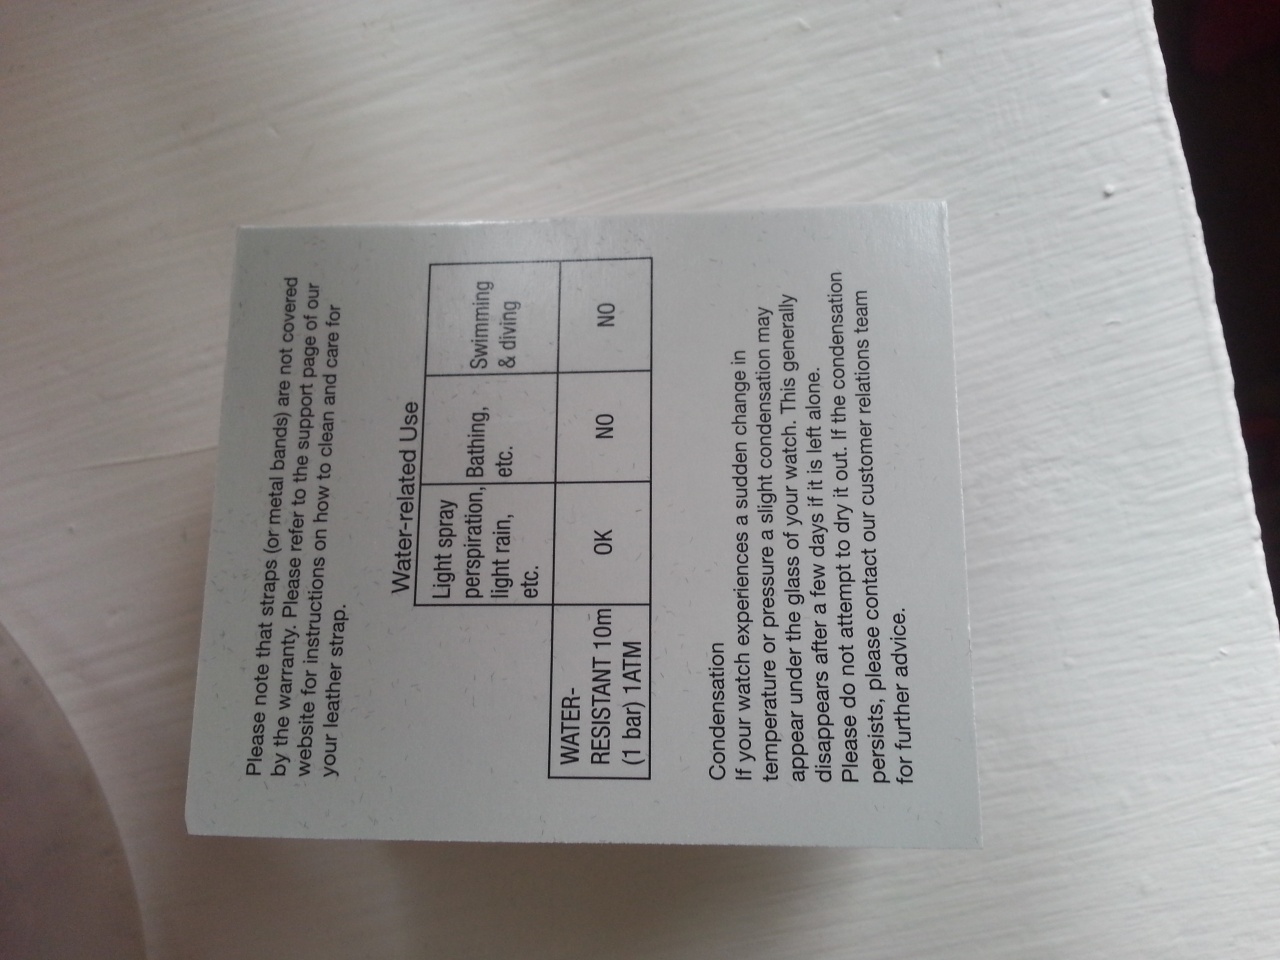 Please note that straps (or metal bands) are not covered
by the warranty. Please refer to the support page of our
website for instructions on how to clean and care for
your leather strap.
Water-related Use
Light spray
perspiration,
light rain,
etc.
Bathing,
etc.
Swimming
& diving
WATER-
RESISTANT 10m
(1 bar) 1ATM
OK
NO
NO
Condensation
If your watch experiences a sudden change in
temperature or pressure a slight condensation may
appear under the glass of your watch. This generally
disappears after a few days if it is left alone.
Please do not attempt to dry it out. If the condensation
persists, please contact our customer relations team
for further advice.